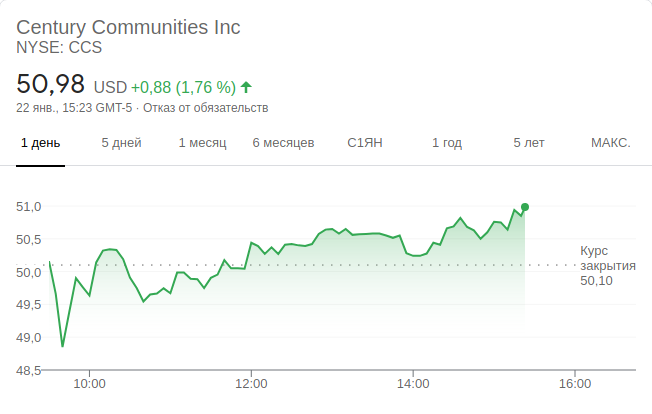 Century Communities Inc
NYSE: CCS
50,98 USD +0,88 (1,76 %)
22 янв., 15:23 GMT-5 · Отказ от обязательств
1 день 5 дней 1 месяц 6 месяцев С1ЯН 1 год 5 лет МАКС.
51,0
50,5
50,0
49,5
49,0
48,5
Курс
закрытия
50,10
10:00 12:00 14:00 16:00